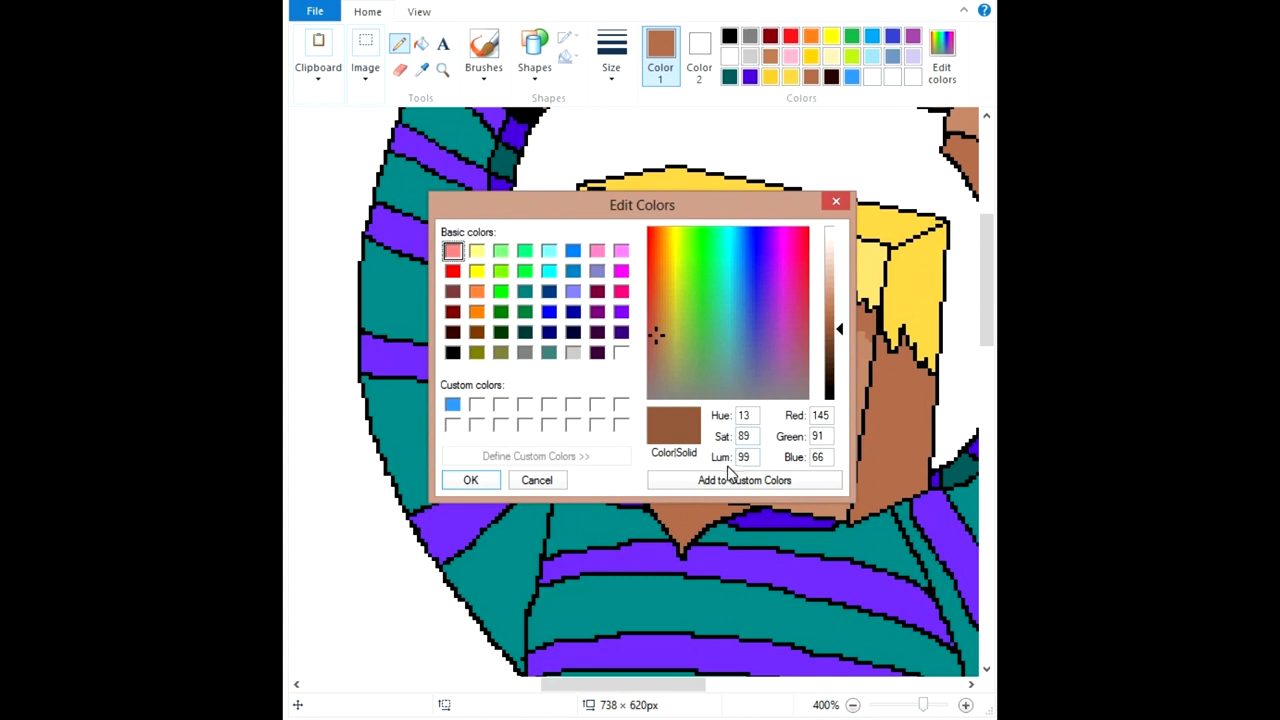 File Home View
Clipboard Image Tools Brushes Shapes Shapes Size Color 1 Color 2 Colors Edit colors
Edit Colors
Basic colors:
Custom colors:
Define Custom Colors >>
OK Cancel
Color|Solid
Hue: 13 Red: 145
Sat: 89 Green: 91
Lum: 99 Blue: 66
Add to Custom Colors
738 × 620px 400%